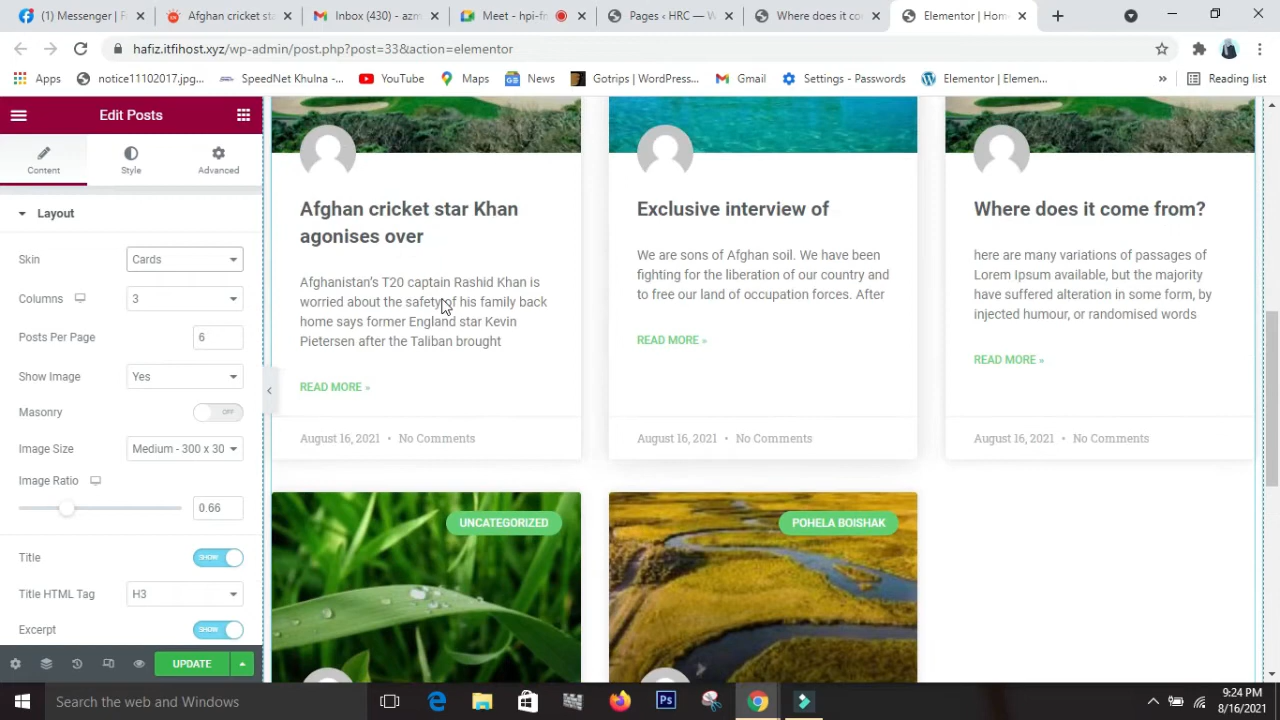 (1) Messenger | F
Afghan cricket sta
Inbox (430) - azm
Meet - hpi-fn
Pages ‹ HRC — W
Where does it co
Elementor | Hom
hafiz.itfihost.xyz/wp-admin/post.php?post=33&action=elementor
Apps
notice11102017.jpg...
SpeedNet Khulna -...
YouTube
Maps
News
Gotrips | WordPress...
Gmail
Settings - Passwords
Elementor | Elemen...
»
Reading list
Edit Posts
Content
Style
Advanced
Layout
Skin
Cards
Columns
3
Posts Per Page
6
Show Image
Yes
Masonry
OFF
Image Size
Medium - 300 x 30
Image Ratio
0.66
Title
SHOW
Title HTML Tag
H3
Excerpt
SHOW
UPDATE
Afghan cricket star Khan
agonises over
Afghanistan's T20 captain Rashid Khan is
worried about the safety of his family back
home says former England star Kevin
Pietersen after the Taliban brought
READ MORE »
August 16, 2021 • No Comments
Exclusive interview of
We are sons of Afghan soil. We have been
fighting for the liberation of our country and
to free our land of occupation forces. After
READ MORE »
August 16, 2021 • No Comments
Where does it come from?
here are many variations of passages of
Lorem Ipsum available, but the majority
have suffered alteration in some form, by
injected humour, or randomised words
READ MORE »
August 16, 2021 • No Comments
UNCATEGORIZED
POHELA BOISHAK
Search the web and Windows
Ps
9:24 PM
8/16/2021